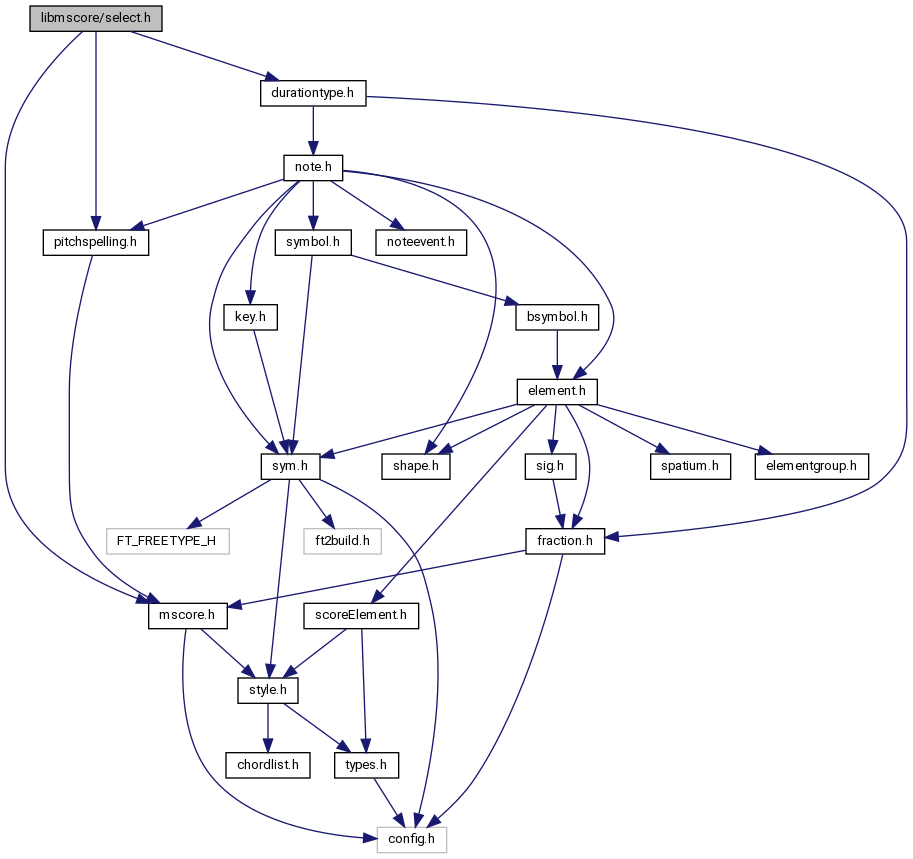 libmscore/select.h
durationtype.h
note.h
pitchspelling.h
symbol.h
noteevent.h
key.h
bsymbol.h
element.h
sym.h
shape.h
sig.h
spatium.h
elementgroup.h
FT_FREETYPE_H
ft2build.h
fraction.h
mscore.h
scoreElement.h
style.h
chordlist.h
types.h
config.h